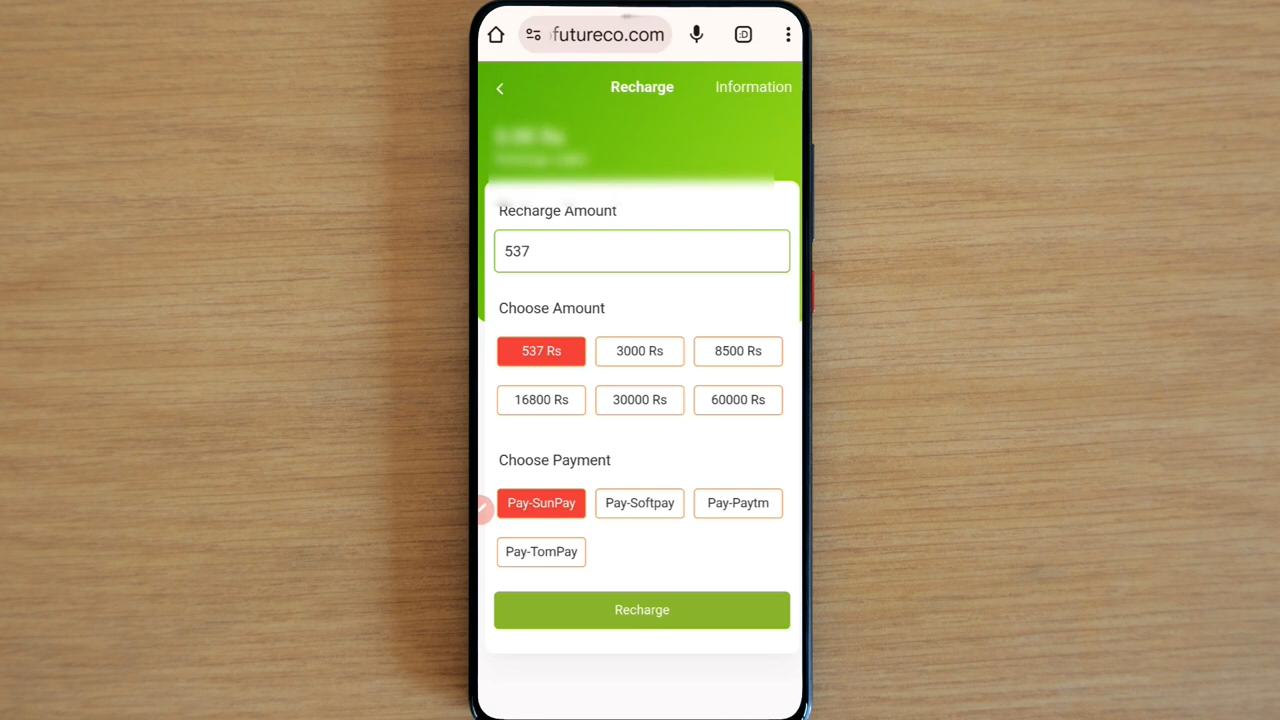 futureco.com
:D
Recharge Information
Recharge Amount
537
Choose Amount
537 Rs 3000 Rs 8500 Rs
16800 Rs 30000 Rs 60000 Rs
Choose Payment
Pay-SunPay Pay-Softpay Pay-Paytm
Pay-TomPay
Recharge